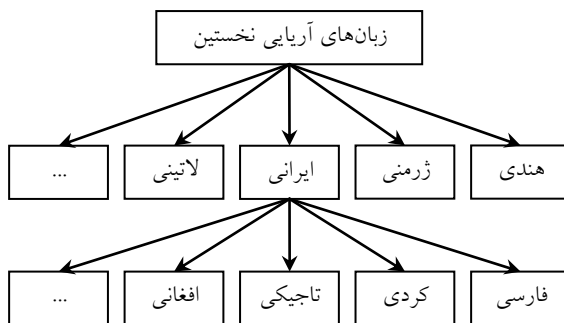 زبان‌های آریایی نخستین
هندی
ژرمنی
ایرانی
لاتینی
...
فارسی
کردی
تاجیکی
افغانی
...